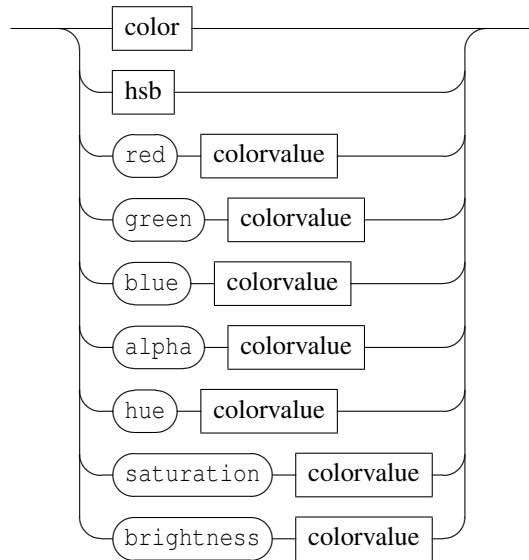 color
hsb
red colorvalue
green colorvalue
blue colorvalue
alpha colorvalue
hue colorvalue
saturation colorvalue
brightness colorvalue